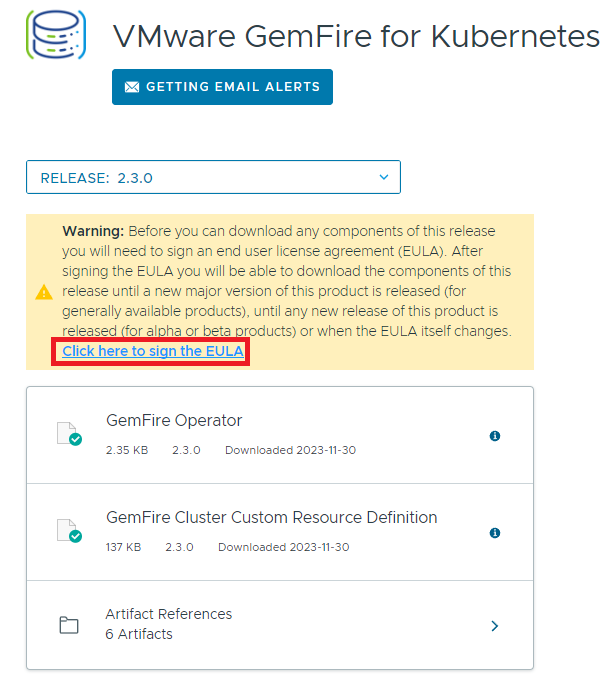 VMware GemFire for Kubernetes
GETTING EMAIL ALERTS
RELEASE: 2.3.0
Warning: Before you can download any components of this release
you will need to sign an end user license agreement (EULA). After
signing the EULA you will be able to download the components of this
release until a new major version of this product is released (for
generally available products), until any new release of this product is
released (for alpha or beta products) or when the EULA itself changes.
Click here to sign the EULA
GemFire Operator
2.35 KB 2.3.0 Downloaded 2023-11-30
GemFire Cluster Custom Resource Definition
137 KB 2.3.0 Downloaded 2023-11-30
Artifact References
6 Artifacts